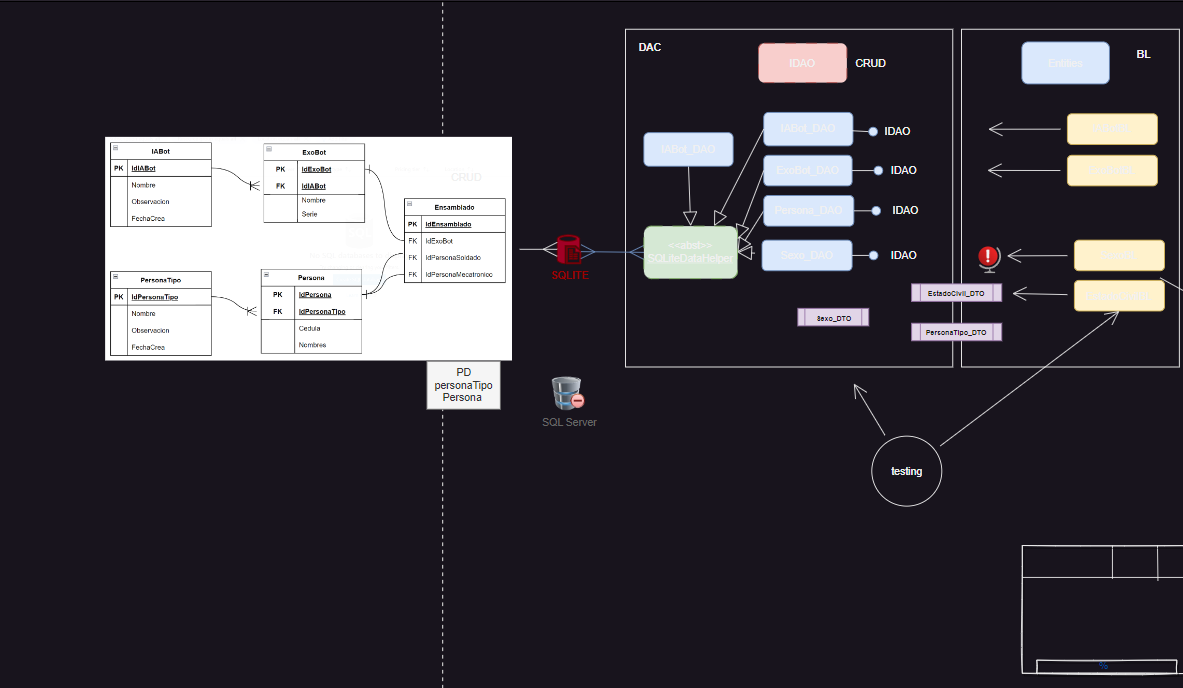 DAC
IDAO
CRUD
Entities
BL
IABot_DAO
IDAO
IABot_DAO
ExoBot_DAO
IDAO
Persona_DAO
IDAO
<<abst>>
SQLiteDataHelper
Sexo_DAO
IDAO
Sexo_DTO
EstadoCivil_DTO
PersonaTipo_DTO
IABot
PK
IdIABot
Nombre
Observacion
FechaCrea
ExoBot
PK
IdExoBot
FK
IdIABot
Nombre
Serie
CRUD
Ensamblado
PK
IdEnsamblado
FK
IdExoBot
FK
IdPersonaSoldado
FK
IdPersonaMecatronico
PersonaTipo
PK
IdPersonaTipo
Nombre
Observacion
FechaCrea
Persona
PK
IdPersona
FK
IdPersonaTipo
Cedula
Nombres
SQLITE
PD
personaTipo
Persona
SQL Server
testing